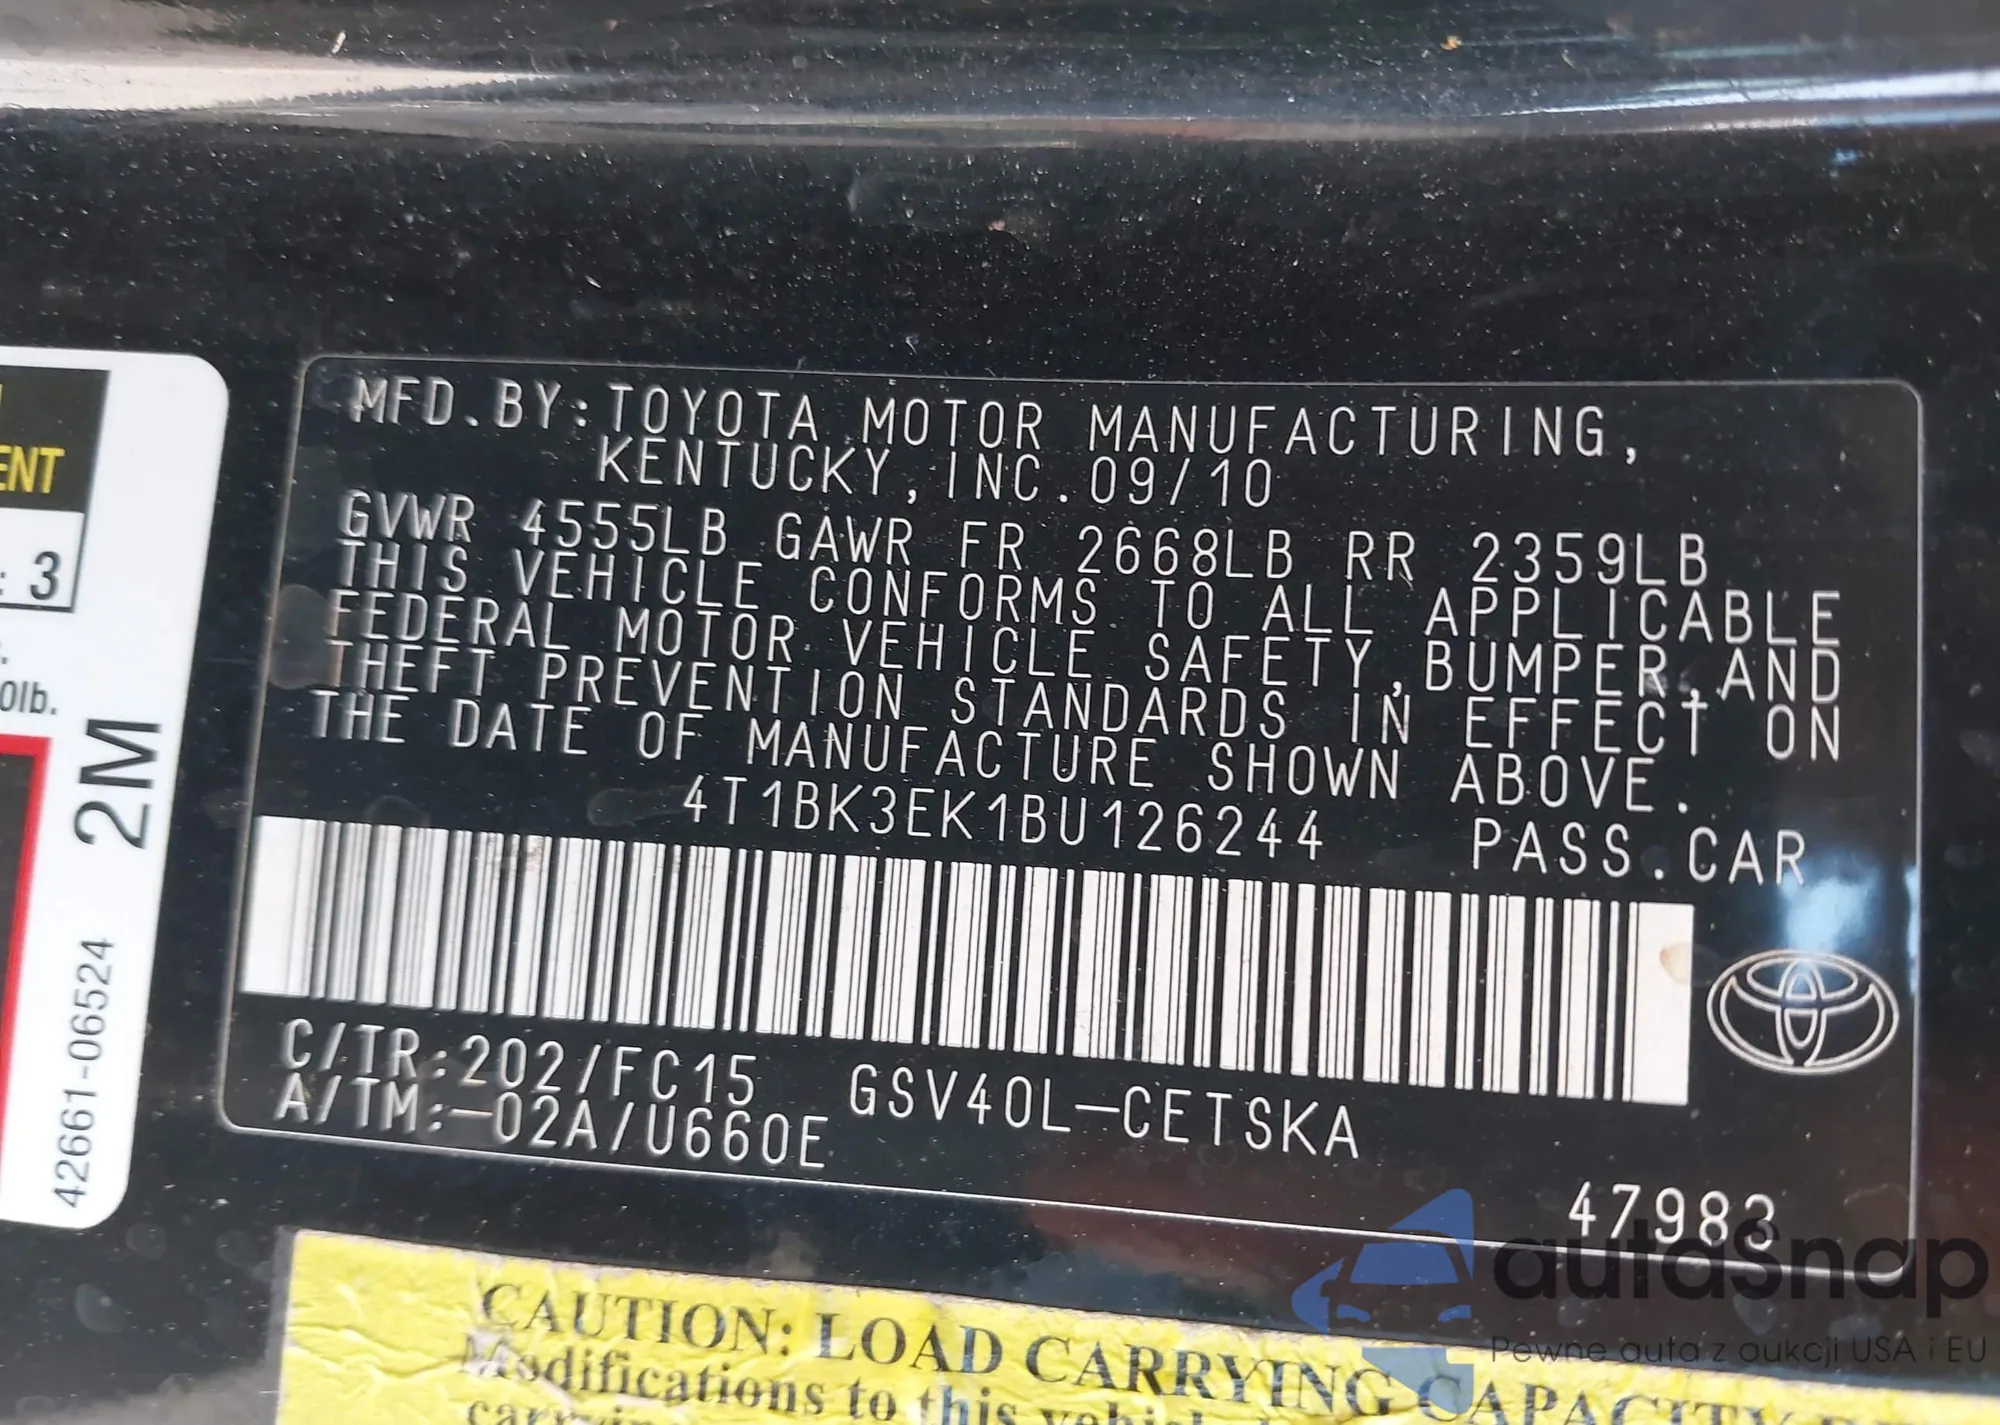 ENT
: 3
0lb.
2M
42661-06524
MFD.BY:TOYOTA MOTOR MANUFACTURING,
KENTUCKY,INC.09/10
GVWR 4555LB GAWR FR 2668LB RR 2359LB
THIS VEHICLE CONFORMS TO ALL APPLICABLE
FEDERAL MOTOR VEHICLE SAFETY,BUMPER,AND
THEFT PREVENTION STANDARDS IN EFFECT ON
THE DATE OF MANUFACTURE SHOWN ABOVE.
4T1BK3EK1BU126244 PASS.CAR
C/TR:202/FC15 GSV40L-CETSKA
A/TM:-02A/U660E
47983
CAUTION: LOAD CARRYING CAPACITY
Modifications to this vehicle
autaSnap
Pewne auta z aukcji USA i EU